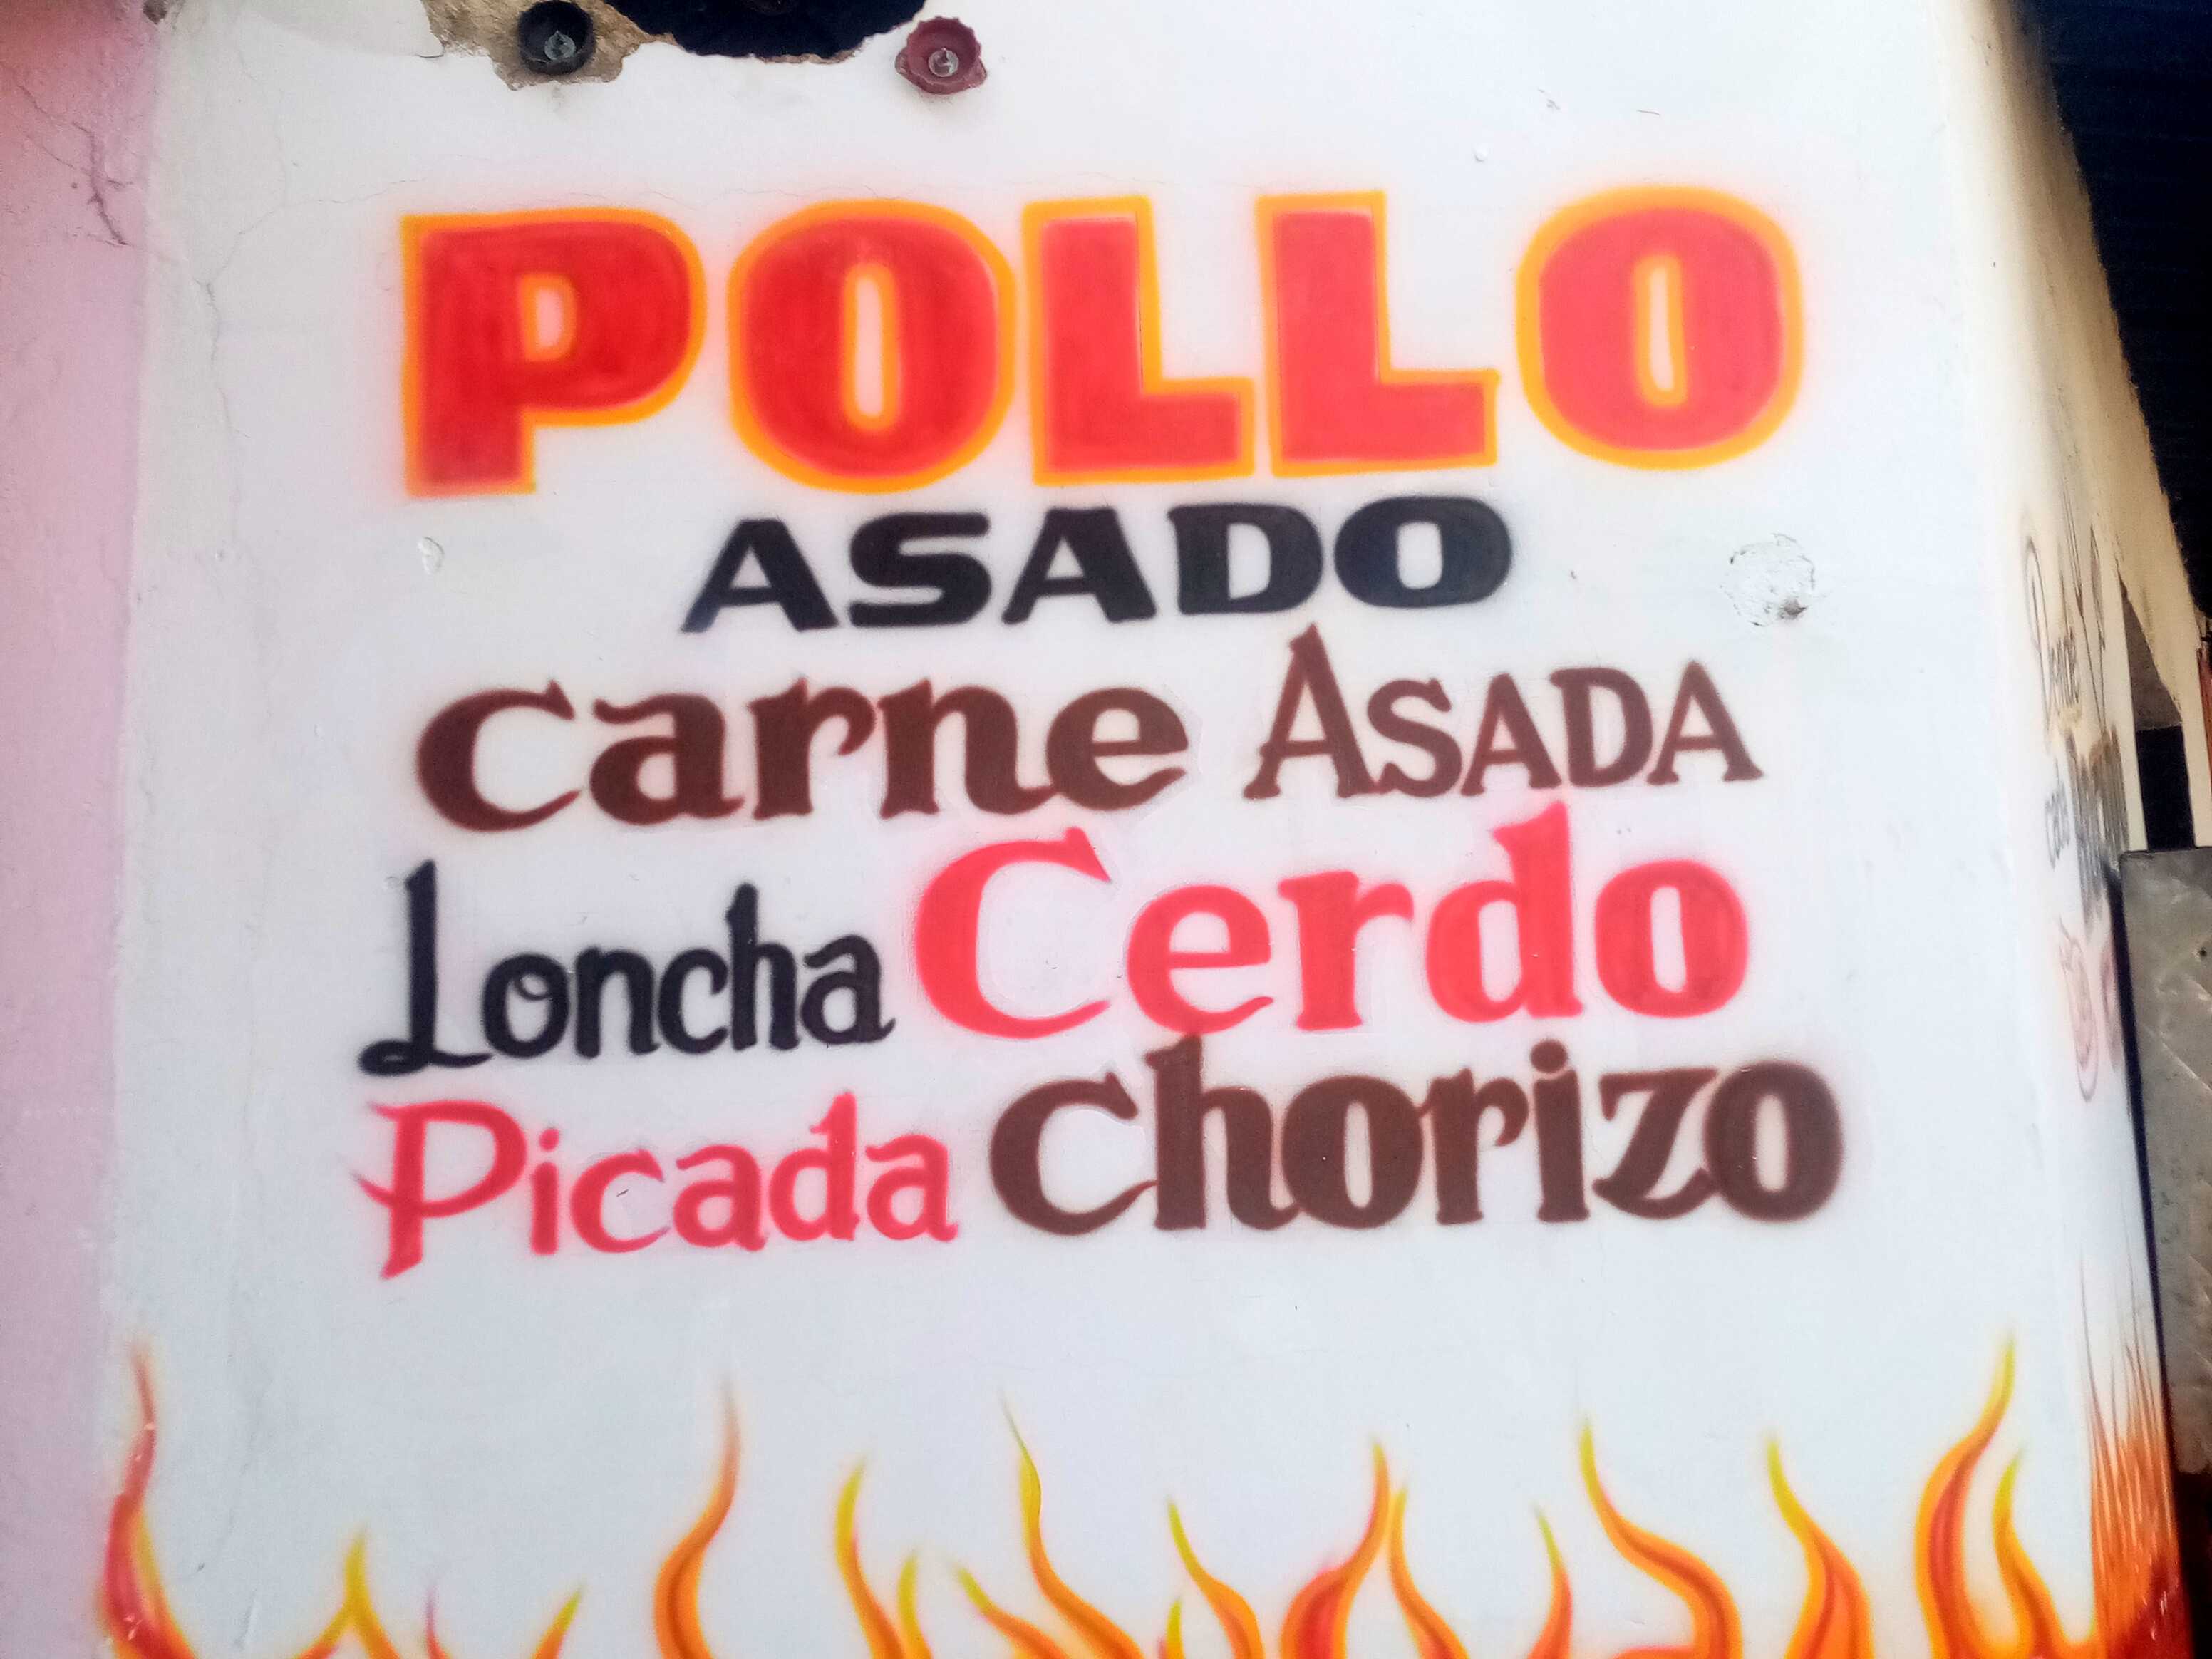 POLLO
ASADO
Carne ASADA
Loncha Cerdo
Picada Chorizo